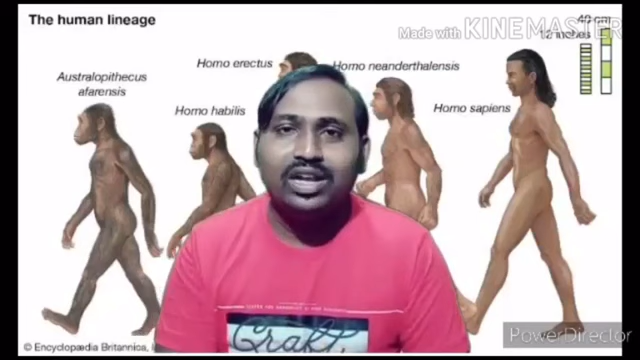 The human lineage
40 cm
12 inches
Made with KINEMASTER
Homo erectus
Homo neanderthalensis
Australopithecus
afarensis
Homo habilis
Homo sapiens
Craft.
© Encyclopædia Britannica, I
PowerDirector